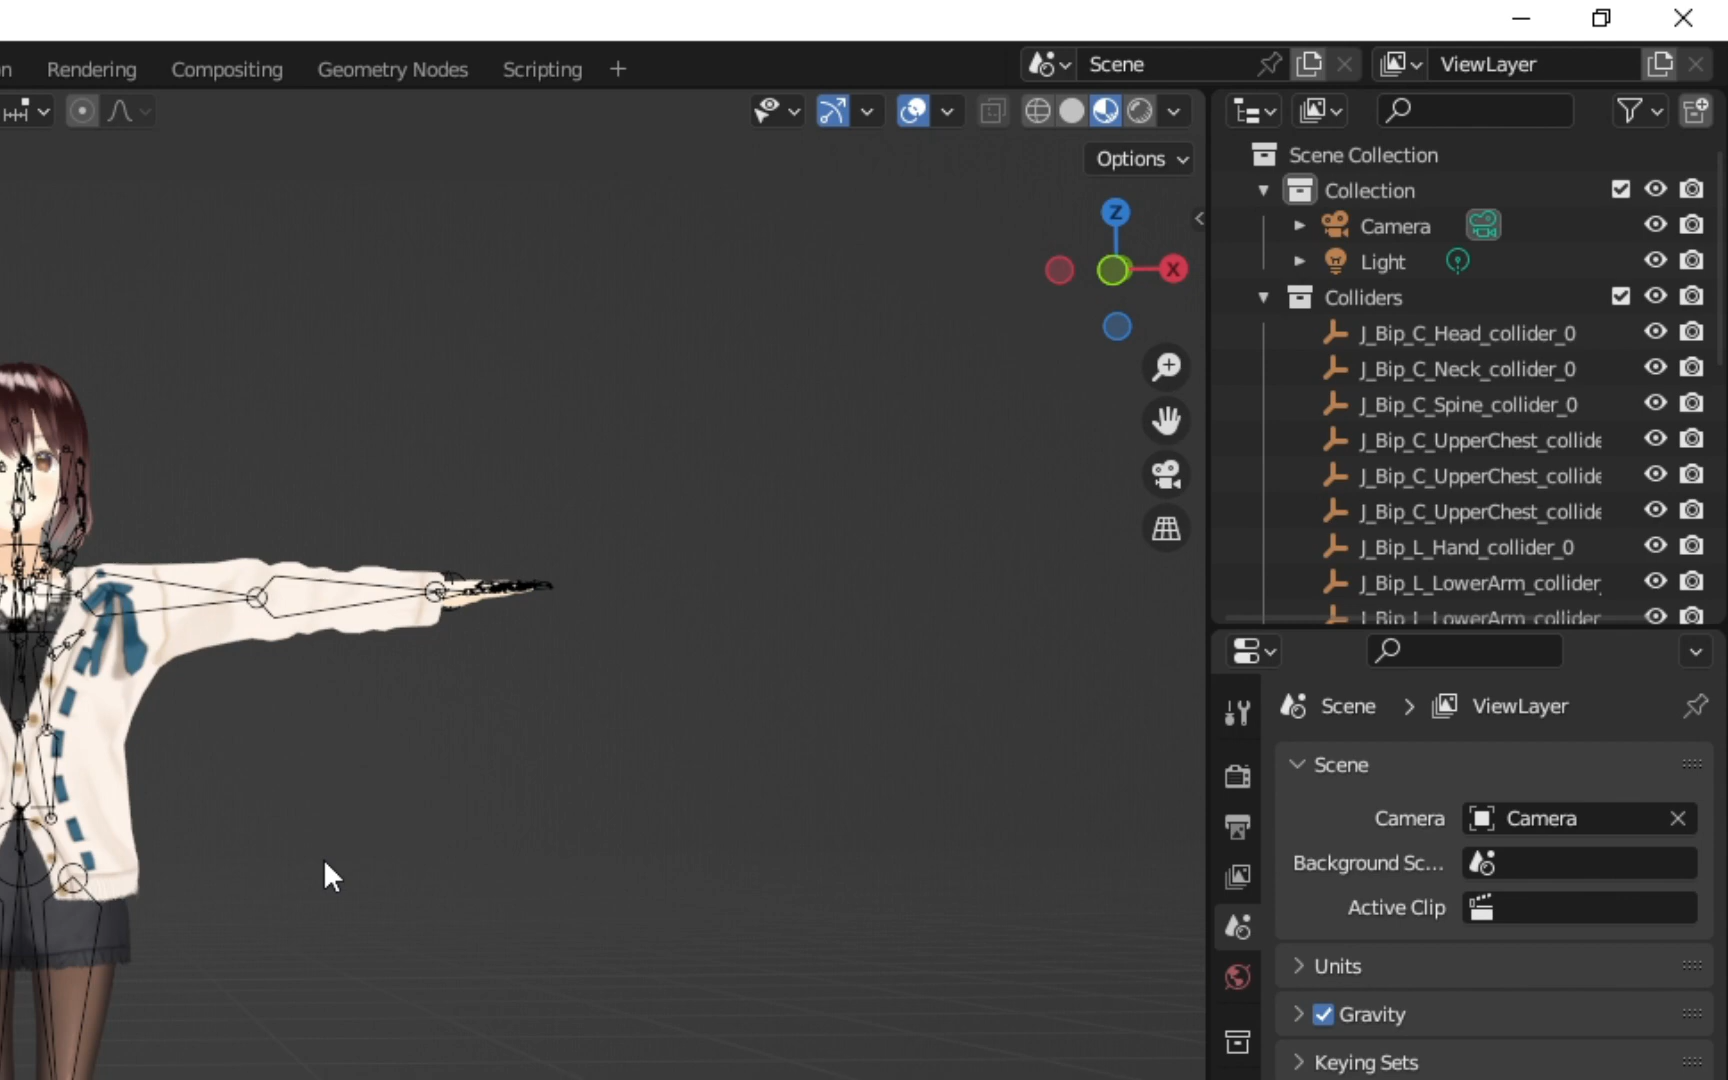 Rendering Compositing Geometry Nodes Scripting +
Scene
ViewLayer
Options
Z
X
Scene Collection
Collection
Camera
Light
Colliders
J_Bip_C_Head_collider_0
J_Bip_C_Neck_collider_0
J_Bip_C_Spine_collider_0
J_Bip_C_UpperChest_collide
J_Bip_C_UpperChest_collide
J_Bip_C_UpperChest_collide
J_Bip_L_Hand_collider_0
J_Bip_L_LowerArm_collider
J_Bip_L_LowerArm_collider
Scene > ViewLayer
Scene
Camera Camera
Background Sc...
Active Clip
Units
Gravity
Keying Sets